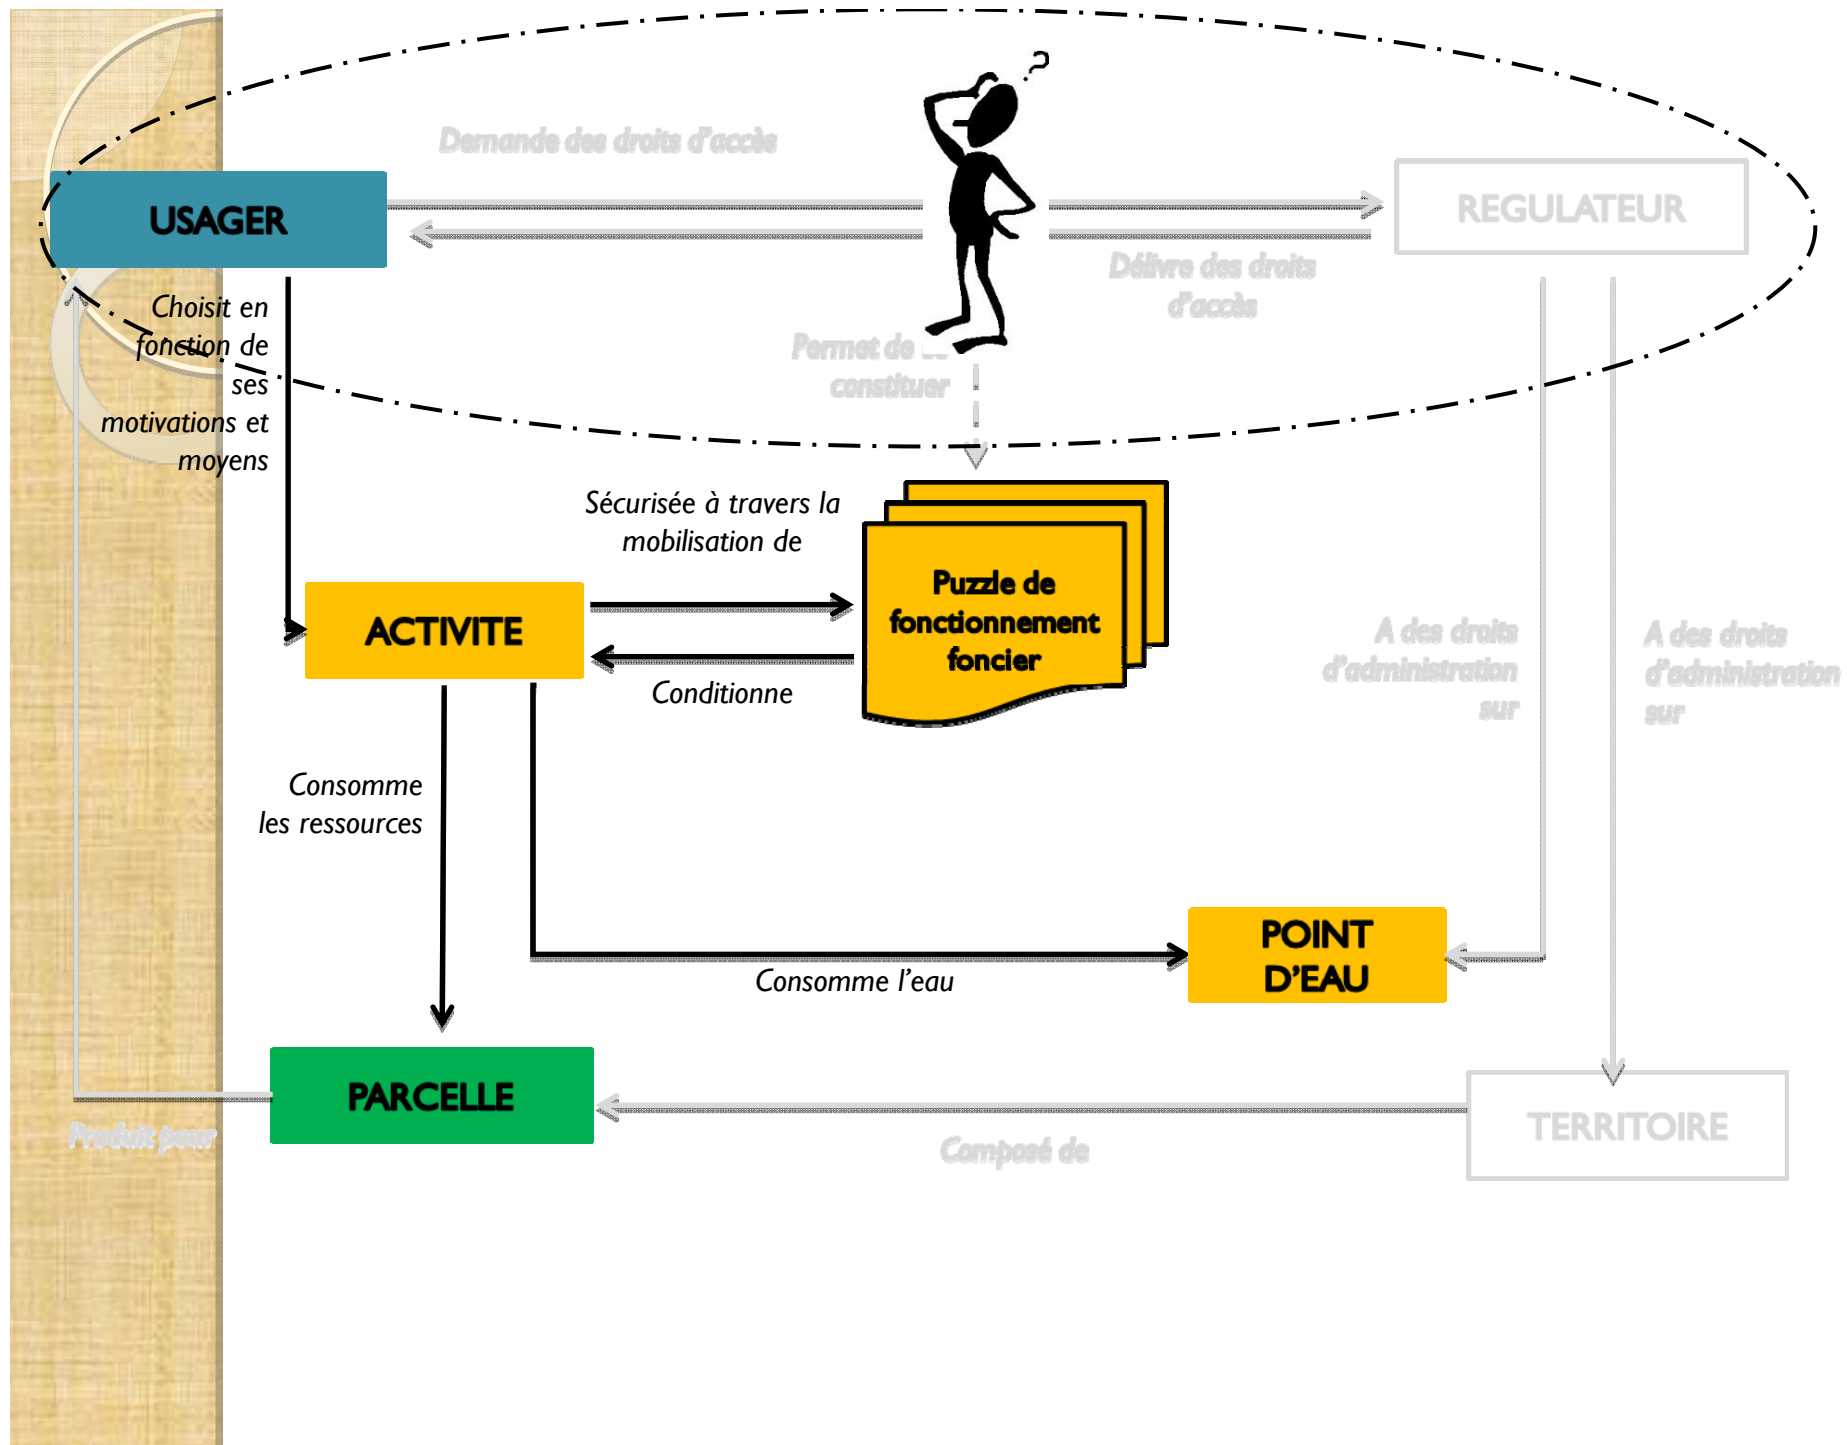 Demande des droits d'accès
USAGER
REGULATEUR
Délivre des droits
d'accès
?
Choisit en
fonction de
ses
motivations et
moyens
Permet de
constituer
Sécurisée à travers la
mobilisation de
Puzzle de
fonctionnement
foncier
ACTIVITE
Conditionne
A des droits
d'administration
sur
A des droits
d'administration
sur
Consomme
les ressources
POINT
D'EAU
Consomme l'eau
PARCELLE
TERRITOIRE
Produit pour
Composé de